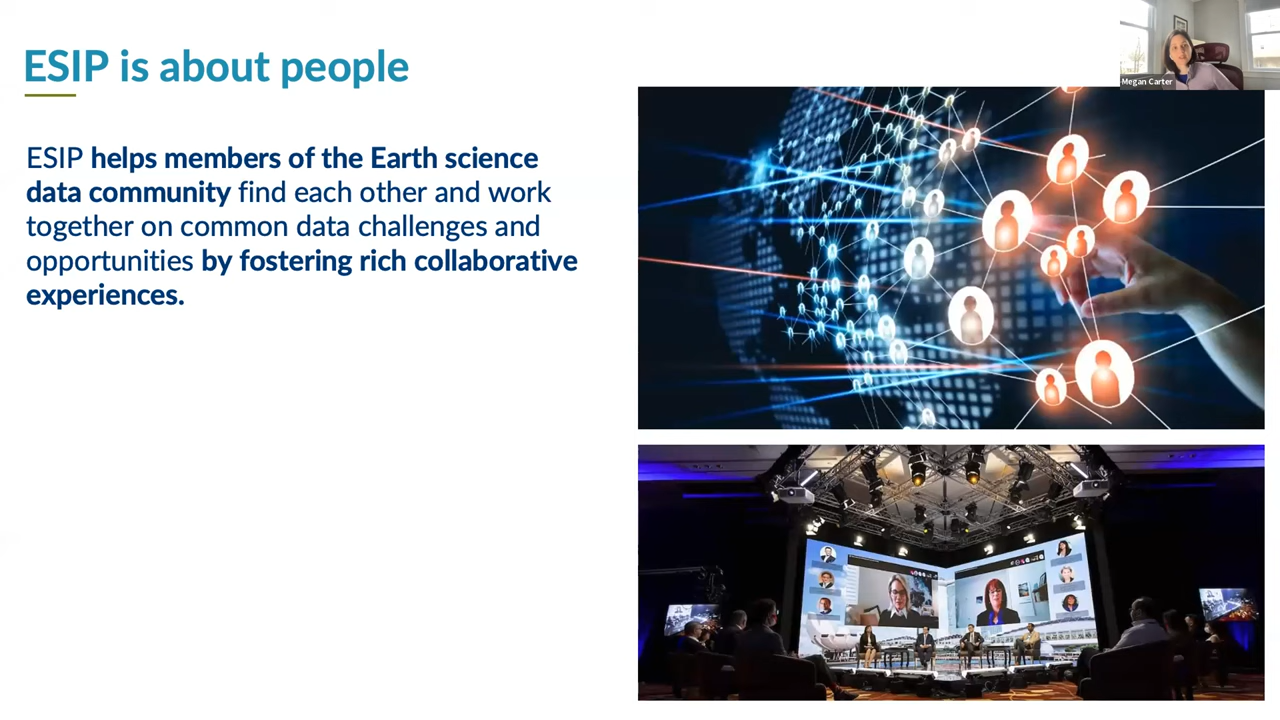 ESIP is about people
Megan Carter
ESIP helps members of the Earth science
data community find each other and work
together on common data challenges and
opportunities by fostering rich collaborative
experiences.